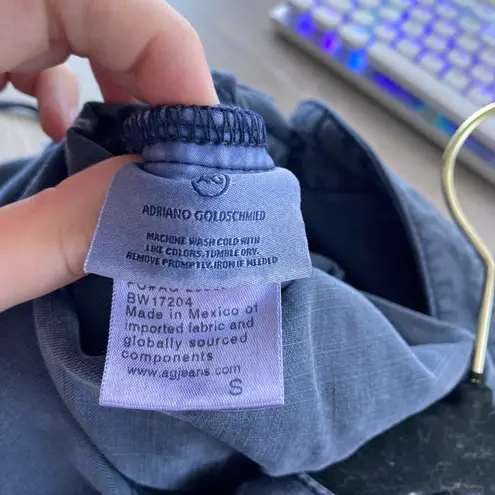 ADRIANO GOLDSCHMIED
MACHINE WASH COLD WITH
LIKE COLORS. TUMBLE DRY.
REMOVE PROMPTLY. IRON IF NEEDED
BW17204
Made in Mexico of
imported fabric and
globally sourced
components
www.agjeans.com
S